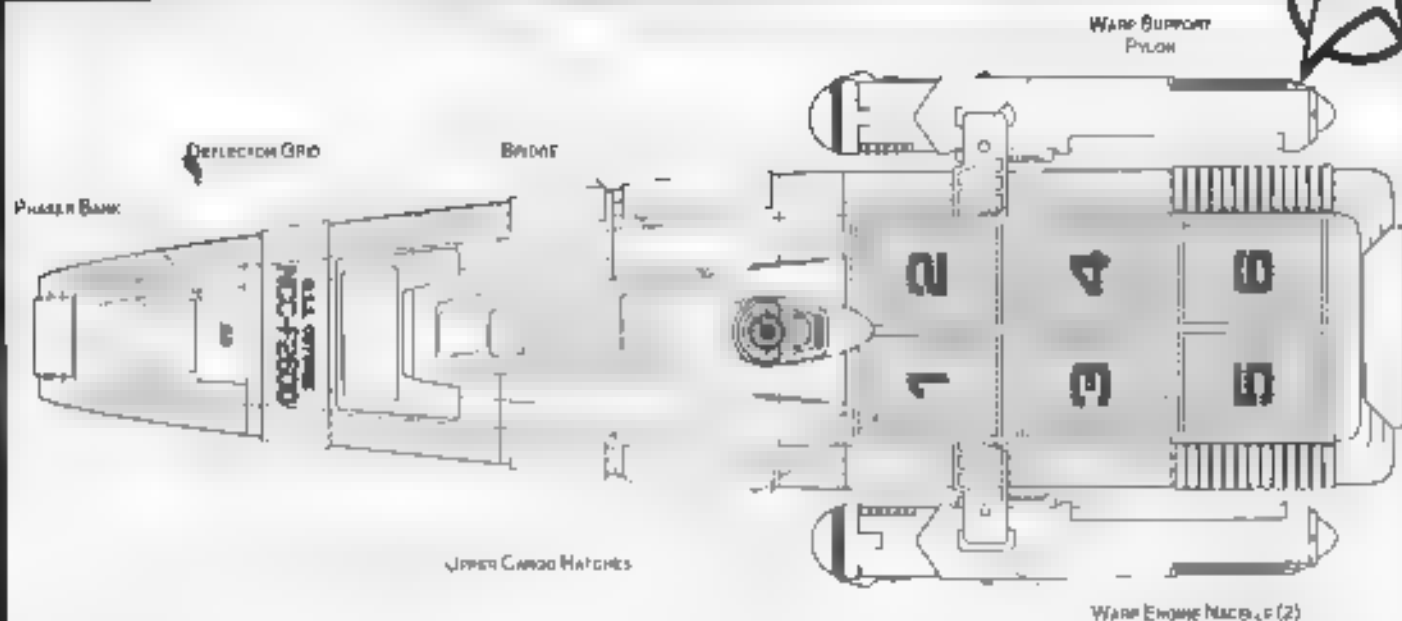 WARP SUPPORT
PYLON
DEFLECTOR GRID
BRIDGE
PHASER BANK
2
4
6
1
3
5
UPPER CARGO HATCHES
WARP ENGINE NACELLE (2)